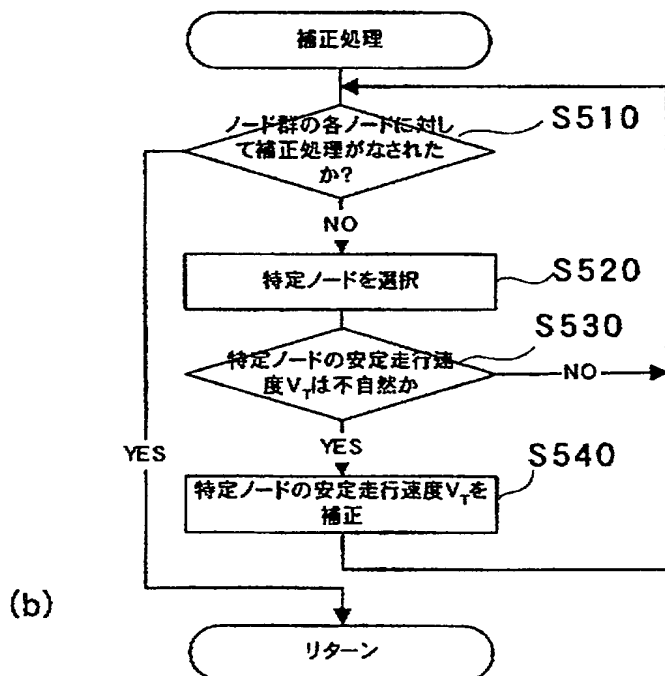 補正処理
ノード群の各ノードに対し
て補正処理がなされた
か?
S510
NO
特定ノードを選択
S520
特定ノードの安定走行速
度VTは不自然か
S530
NO
YES
YES
特定ノードの安定走行速度VTを
補正
S540
(b)
リターン